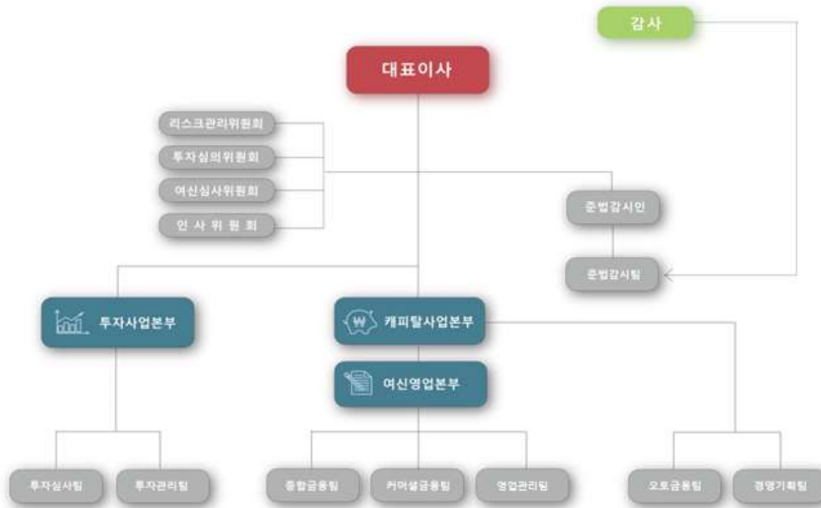 감사
대표이사
리스크관리위원회
투자심의위원회
여신심사위원회
인 사 위 원 회
준법감시인
준법감시팀
투자사업본부
₩
캐피탈사업본부
여신영업본부
투자심사팀
투자관리팀
종합금융팀
커머셜금융팀
영업관리팀
오토금융팀
경영기획팀